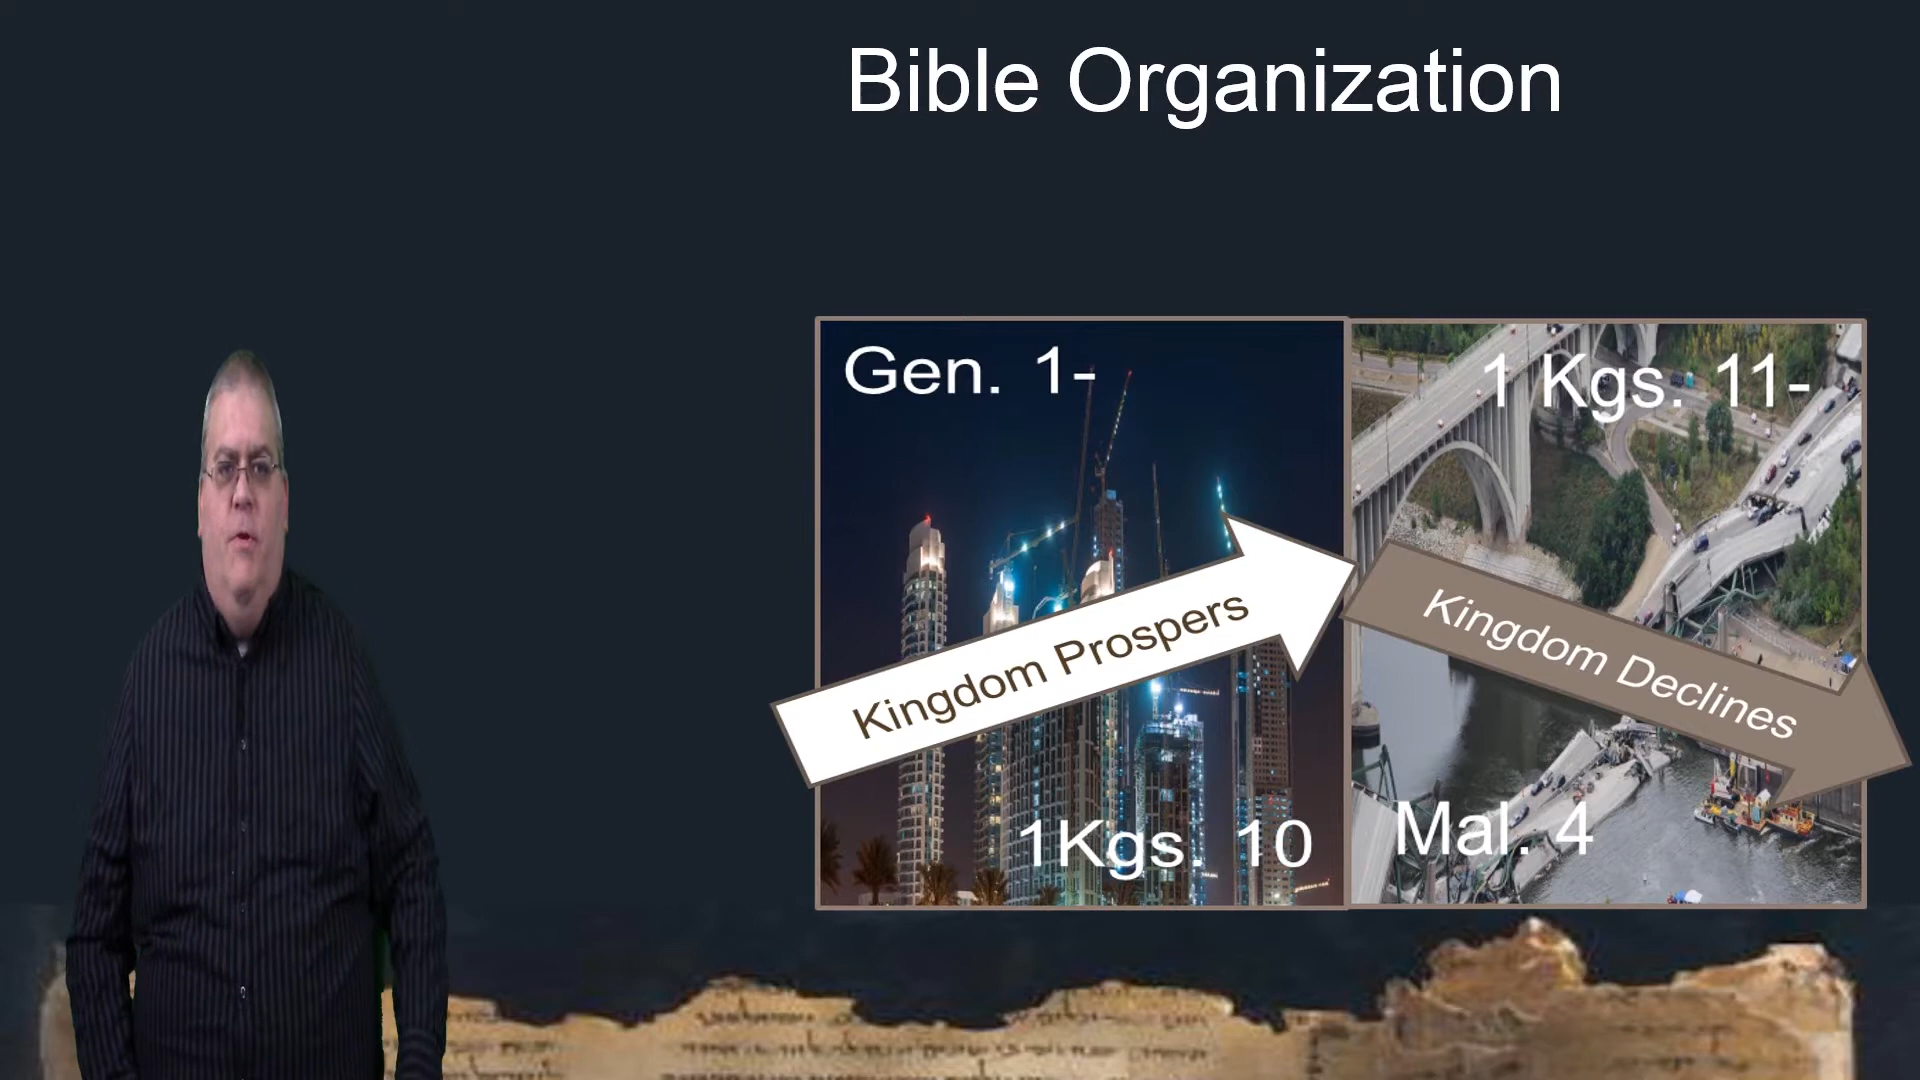 Bible Organization
Gen. 1-
1Kgs. 10
Kingdom Prospers
1 Kgs. 11-
Mal. 4
Kingdom Declines